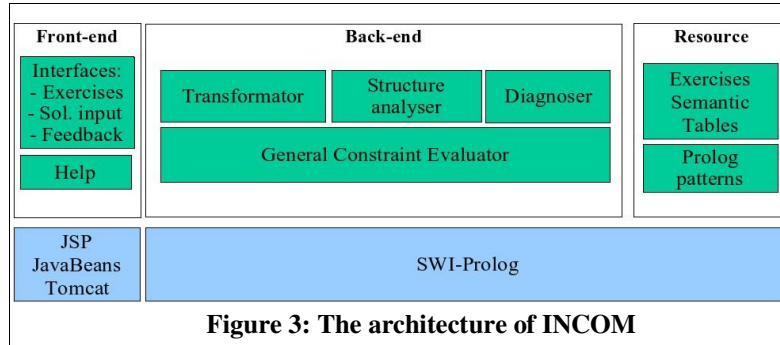 Front-end
Interfaces:
- Exercises
- Sol. input
- Feedback
Help
JSP
JavaBeans
Tomcat
Back-end
Transformator
Structure
analyser
Diagnoser
General Constraint Evaluator
SWI-Prolog
Resource
Exercises
Semantic
Tables
Prolog
patterns
Figure 3: The architecture of INCOM